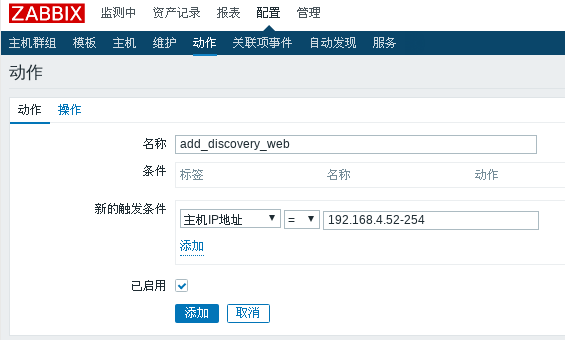 ZABBIX 监测中 资产记录 报表 配置 管理
主机群组 模板 主机 维护 动作 关联项事件 自动发现 服务
动作
动作 操作
名称 add_discovery_web
条件 标签 名称 动作
新的触发条件 主机IP地址 = 192.168.4.52-254
添加
已启用
添加 取消